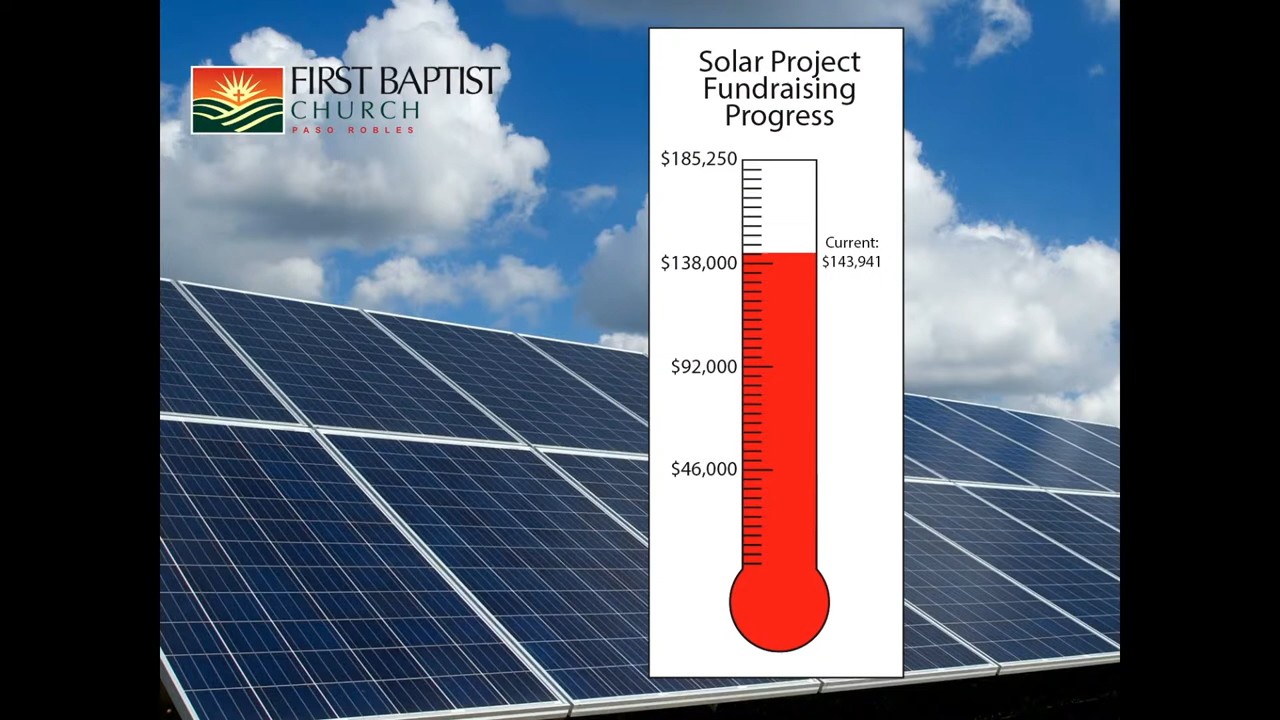 FIRST BAPTIST
CHURCH
PASO ROBLES
Solar Project
Fundraising
Progress
$185,250
Current:
$143,941
$138,000
$92,000
$46,000